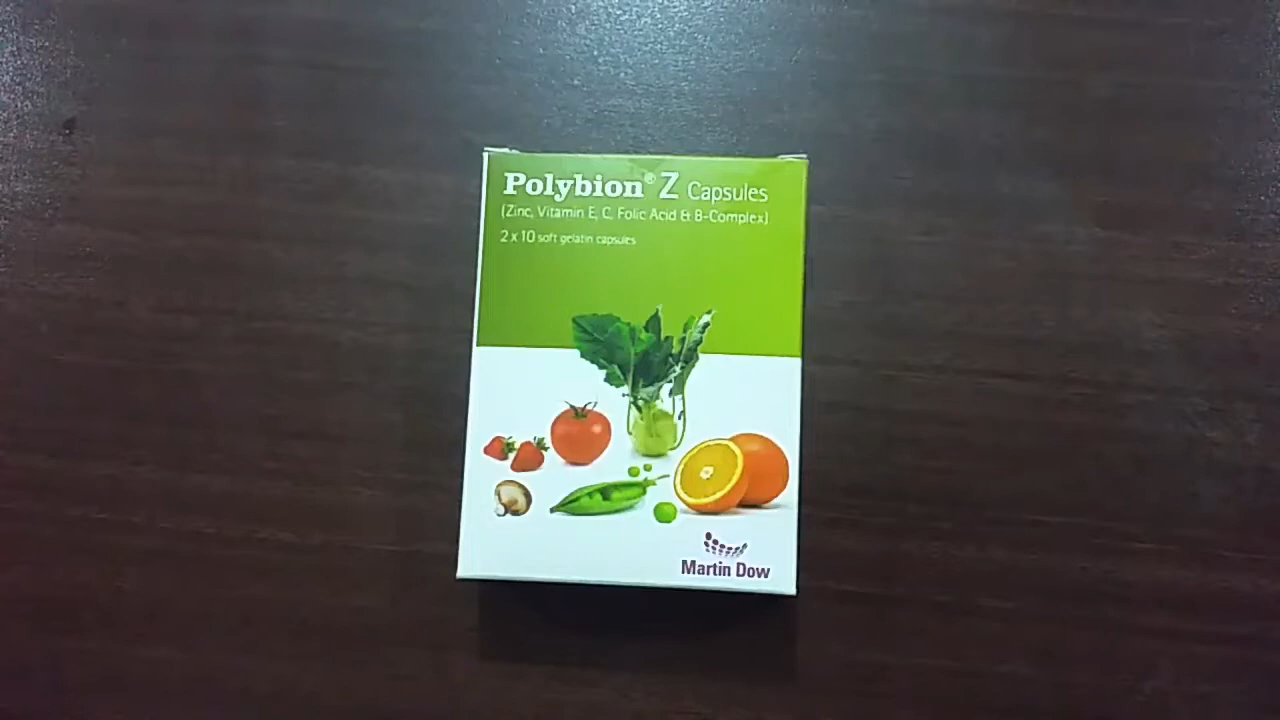 Polybion® Z Capsules
(Zinc, Vitamin E, C, Folic Acid & B-Complex)
2 x 10 soft gelatin capsules
Martin Dow